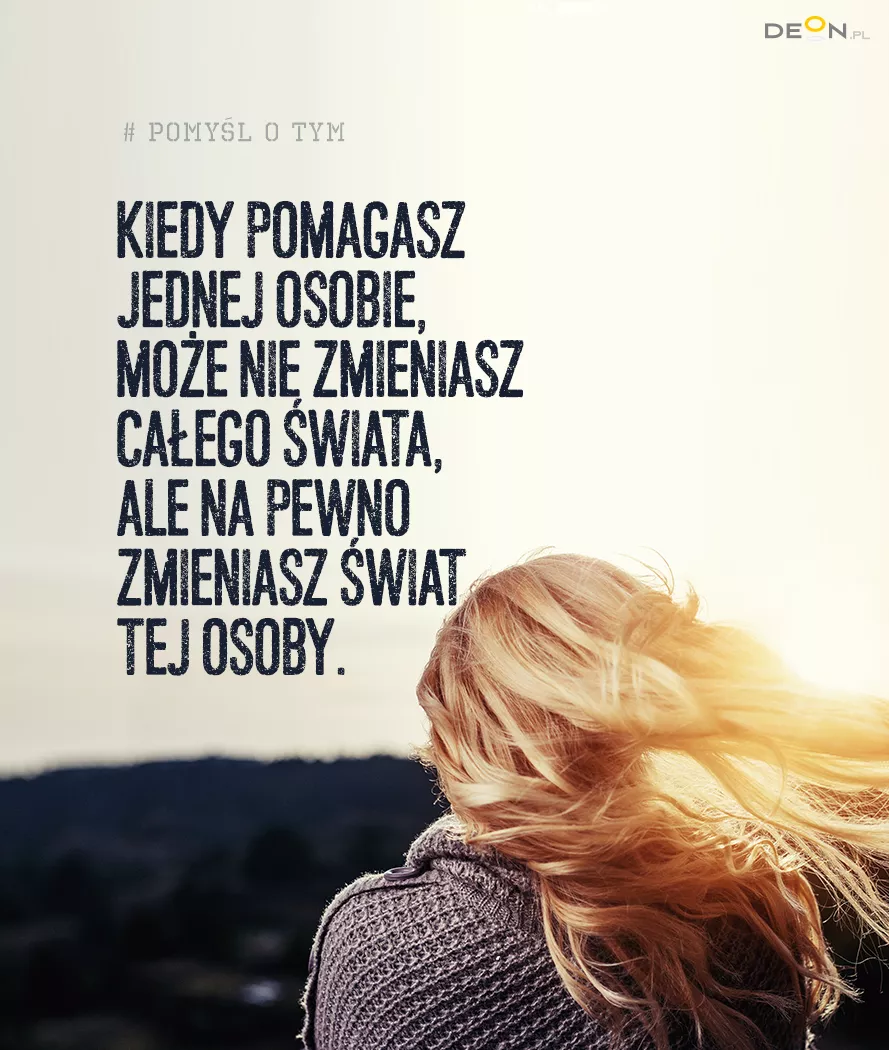 DEON.PL
# POMYŚL O TYM
KIEDY POMAGASZ
JEDNEJ OSOBIE,
MOŻE NIE ZMIENIASZ
CAŁEGO ŚWIATA,
ALE NA PEWNO
ZMIENIASZ ŚWIAT
TEJ OSOBY.